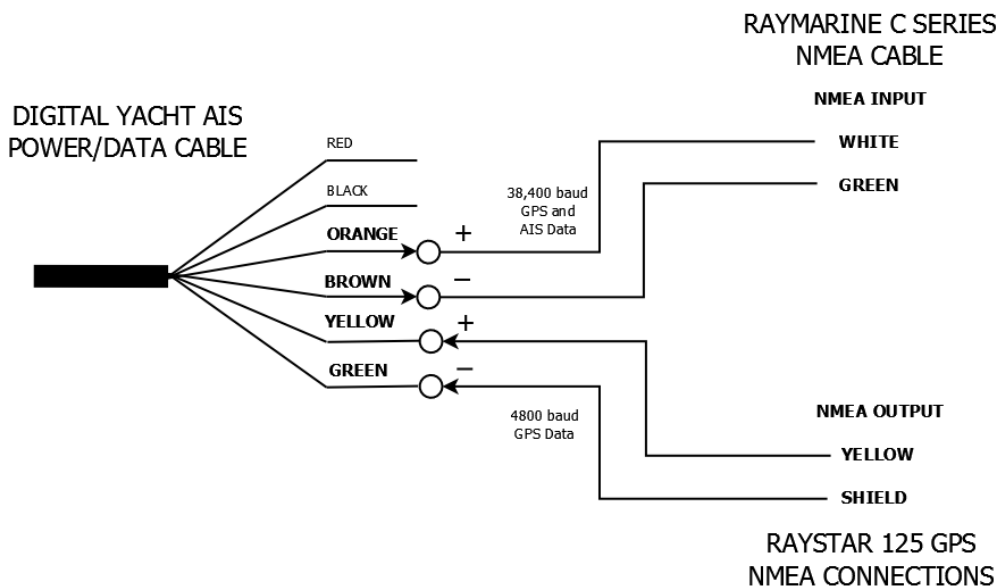 RAYMARINE C SERIES
NMEA CABLE
NMEA INPUT
WHITE
GREEN
DIGITAL YACHT AIS
POWER/DATA CABLE
RED
BLACK
ORANGE
BROWN
YELLOW
GREEN
+
−
+
−
38,400 baud
GPS and
AIS Data
4800 baud
GPS Data
NMEA OUTPUT
YELLOW
SHIELD
RAYSTAR 125 GPS
NMEA CONNECTIONS